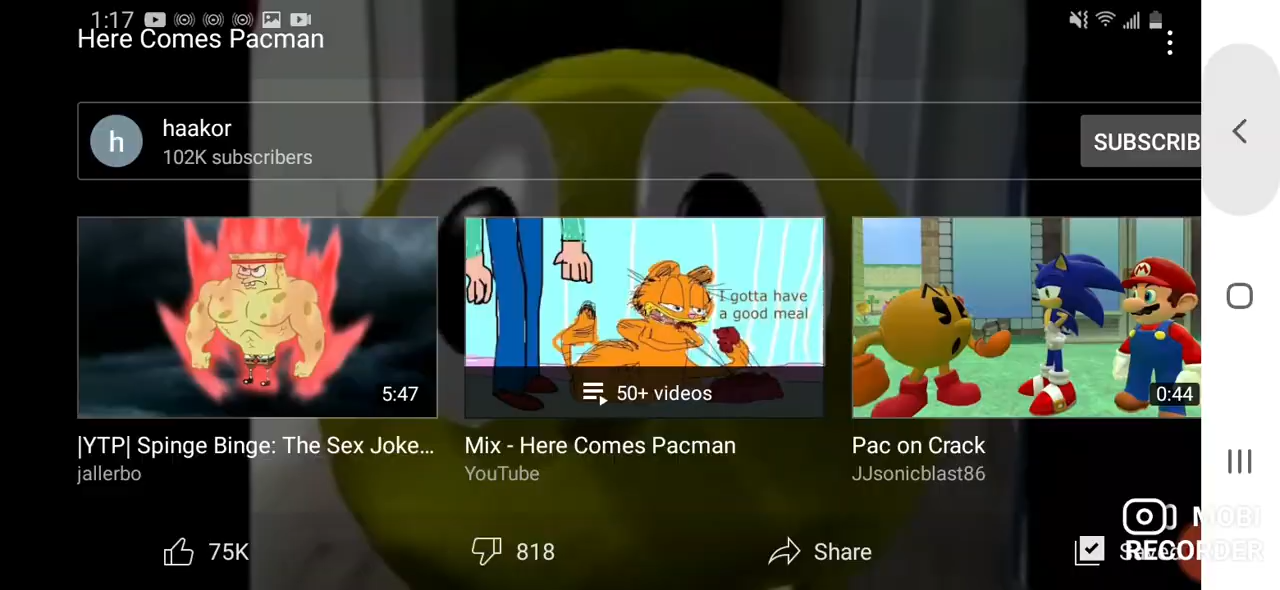 1:17
Here Comes Pacman
h
haakor
102K subscribers
SUBSCRIB
I gotta have
a good meal
5:47
50+ videos
0:44
|YTP| Spinge Binge: The Sex Joke...
Mix - Here Comes Pacman
Pac on Crack
jallerbo
YouTube
JJsonicblast86
75K
818
Share
Saved
MOBI
RECORDER